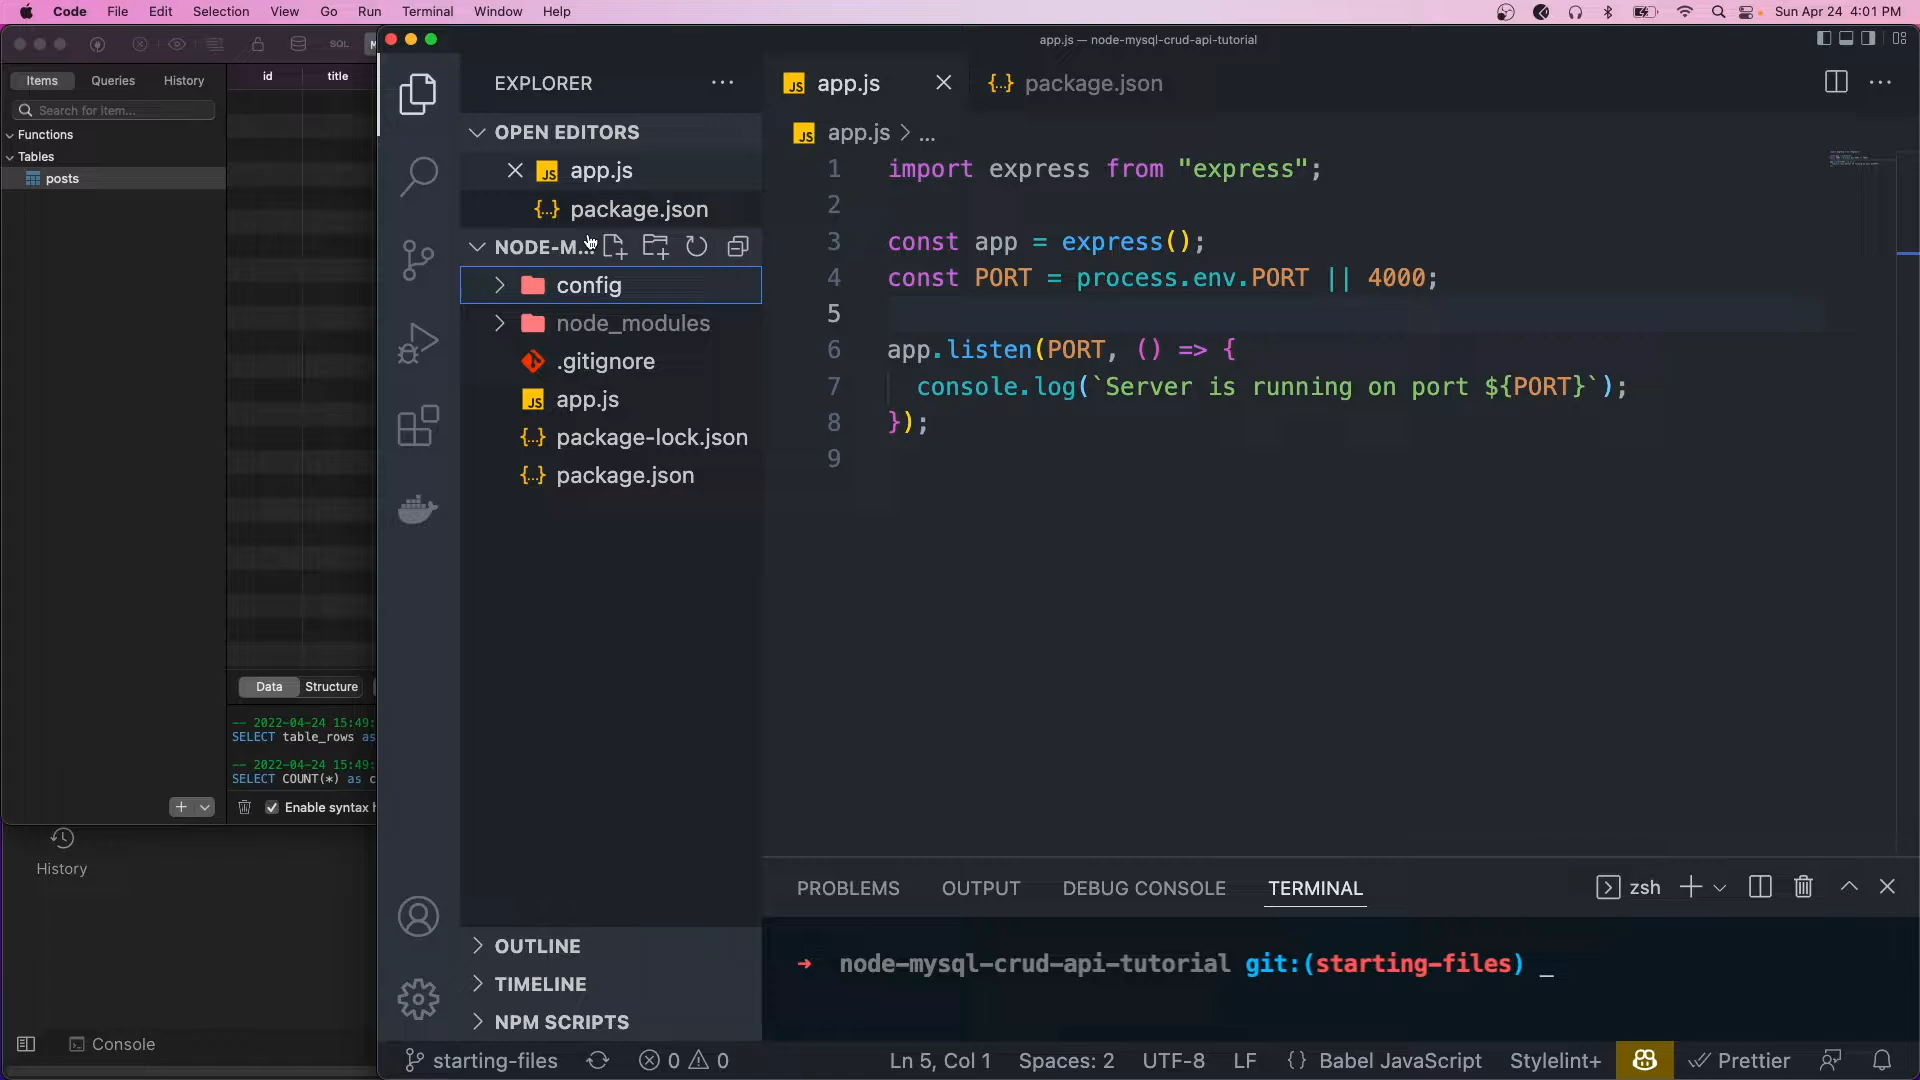 Code File Edit Selection View Go Run Terminal Window Help Sun Apr 24 4:01 PM
app.js — node-mysql-crud-api-tutorial
SQL
Items Queries History
id title
Search for item...
Functions
Tables
posts
Data Structure
-- 2022-04-24 15:49:
SELECT table_rows as
-- 2022-04-24 15:49:
SELECT COUNT(*) as c
Enable syntax h
History
Console
EXPLORER
OPEN EDITORS
app.js
package.json
NODE-M...
config
node_modules
.gitignore
app.js
package-lock.json
package.json
OUTLINE
TIMELINE
NPM SCRIPTS
app.js package.json
app.js > ...
1 import express from "express";
2
3 const app = express();
4 const PORT = process.env.PORT || 4000;
5
6 app.listen(PORT, () => {
7 console.log(`Server is running on port ${PORT}`);
8 });
9
PROBLEMS OUTPUT DEBUG CONSOLE TERMINAL zsh
→ node-mysql-crud-api-tutorial git:(starting-files) _
starting-files 0 0 Ln 5, Col 1 Spaces: 2 UTF-8 LF {} Babel JavaScript Stylelint+ Prettier